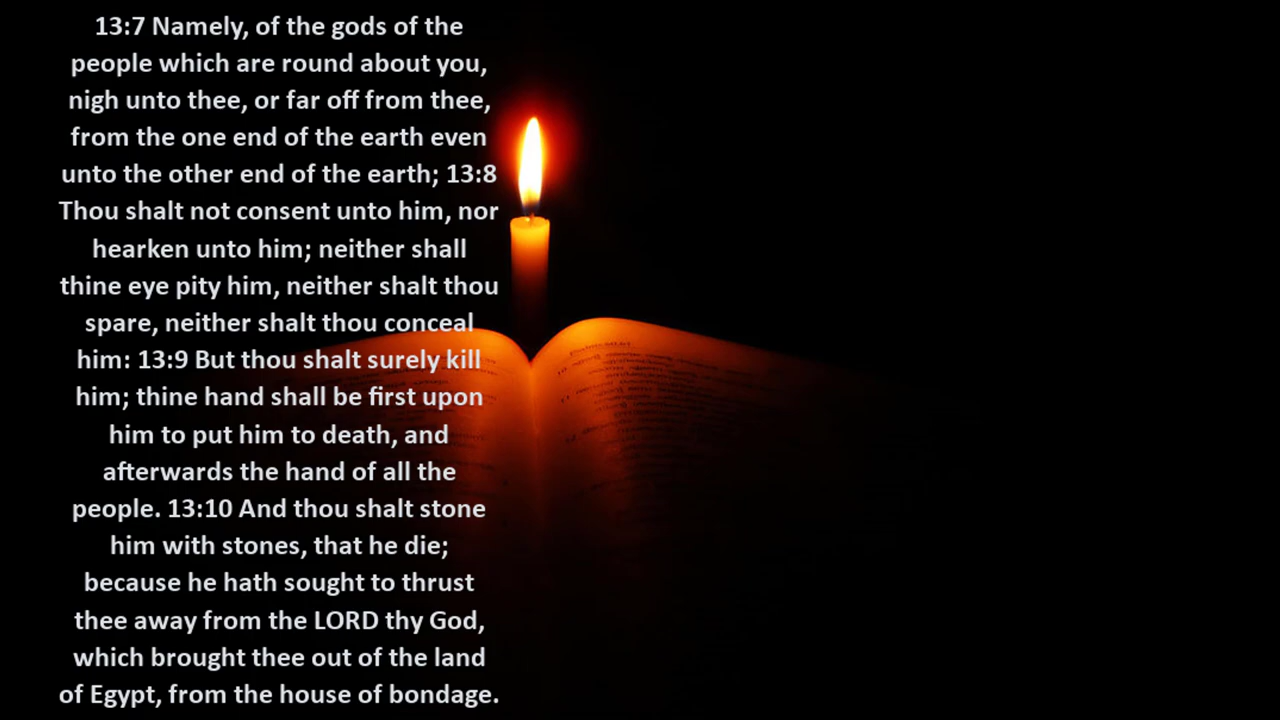 13:7 Namely, of the gods of the
people which are round about you,
nigh unto thee, or far off from thee,
from the one end of the earth even
unto the other end of the earth; 13:8
Thou shalt not consent unto him, nor
hearken unto him; neither shall
thine eye pity him, neither shalt thou
spare, neither shalt thou conceal
him: 13:9 But thou shalt surely kill
him; thine hand shall be first upon
him to put him to death, and
afterwards the hand of all the
people. 13:10 And thou shalt stone
him with stones, that he die;
because he hath sought to thrust
thee away from the LORD thy God,
which brought thee out of the land
of Egypt, from the house of bondage.